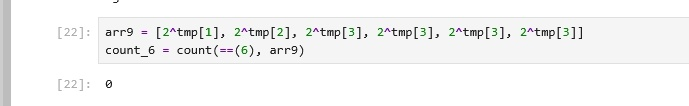 [22]: arr9 = [2^tmp[1], 2^tmp[2], 2^tmp[3], 2^tmp[3], 2^tmp[3], 2^tmp[3]]
count_6 = count(==(6), arr9)
[22]: 0